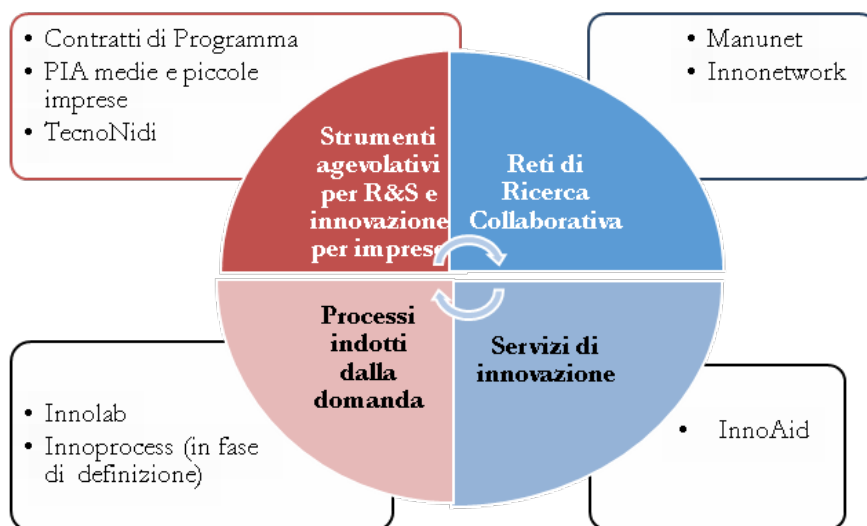 • Contratti di Programma
• PIA medie e piccole
imprese
• TecnoNidi
• Manunet
• Innonetwork
Strumenti
agevolativi
per R&S e
innovazione
per imprese
Reti di
Ricerca
Collaborativa
Processi
indotti
dalla
domanda
Servizi di
innovazione
• Innolab
• Innoprocess (in fase
di definizione)
• InnoAid